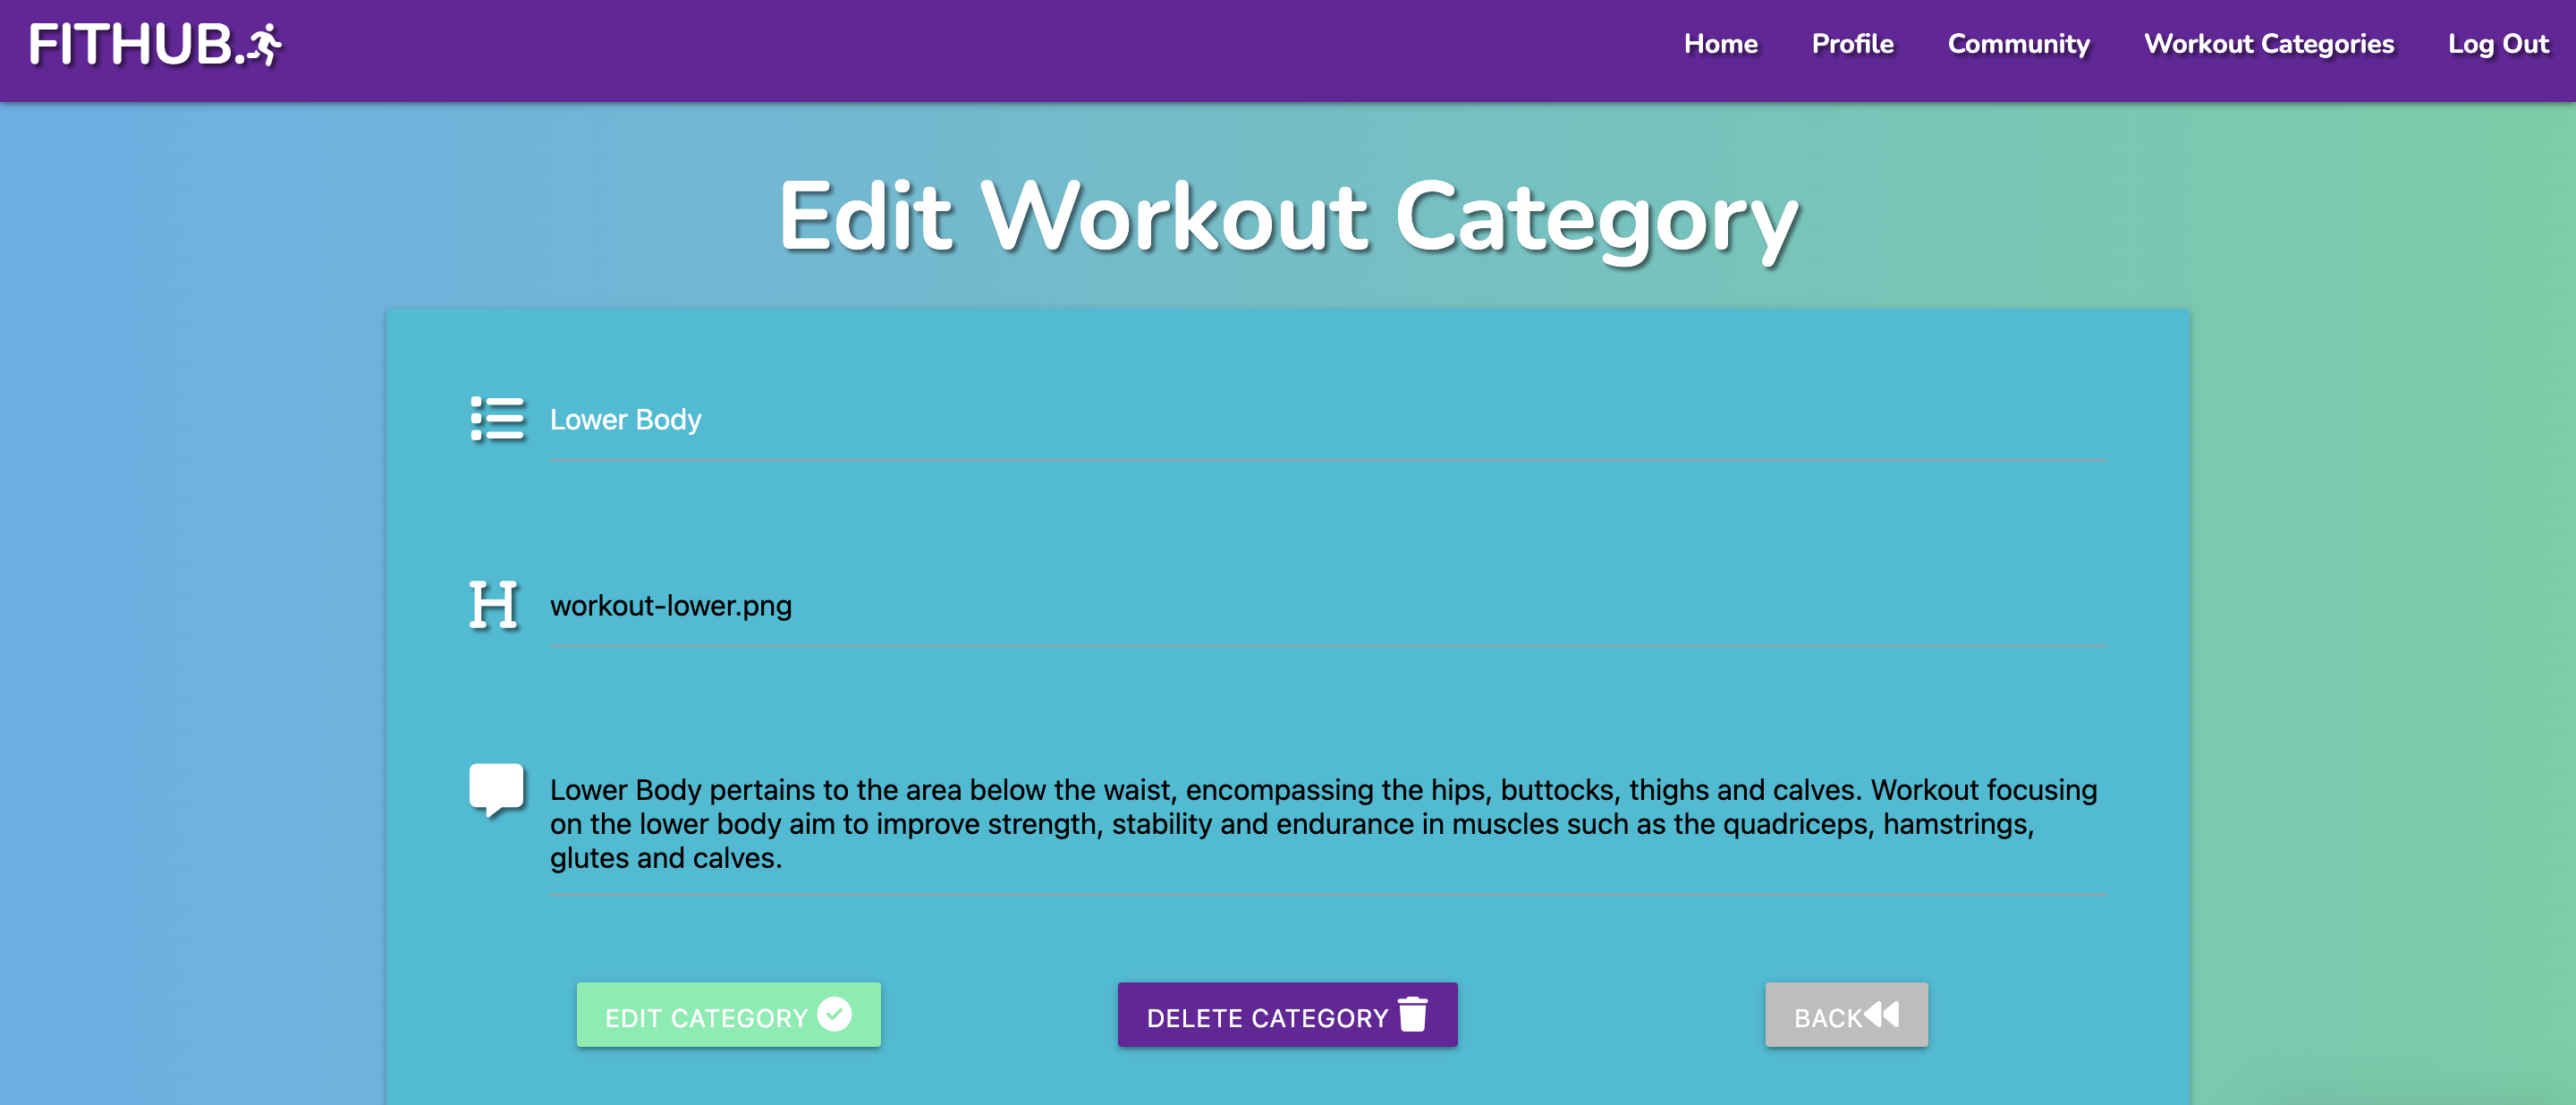 FITHUB.
Home Profile Community Workout Categories Log Out
Edit Workout Category
Lower Body
workout-lower.png
Lower Body pertains to the area below the waist, encompassing the hips, buttocks, thighs and calves. Workout focusing
on the lower body aim to improve strength, stability and endurance in muscles such as the quadriceps, hamstrings,
glutes and calves.
EDIT CATEGORY DELETE CATEGORY BACK